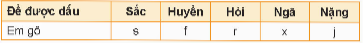 Để được dấu Sắc Huyền Hỏi Ngã Nặng
Em gõ s f r x j